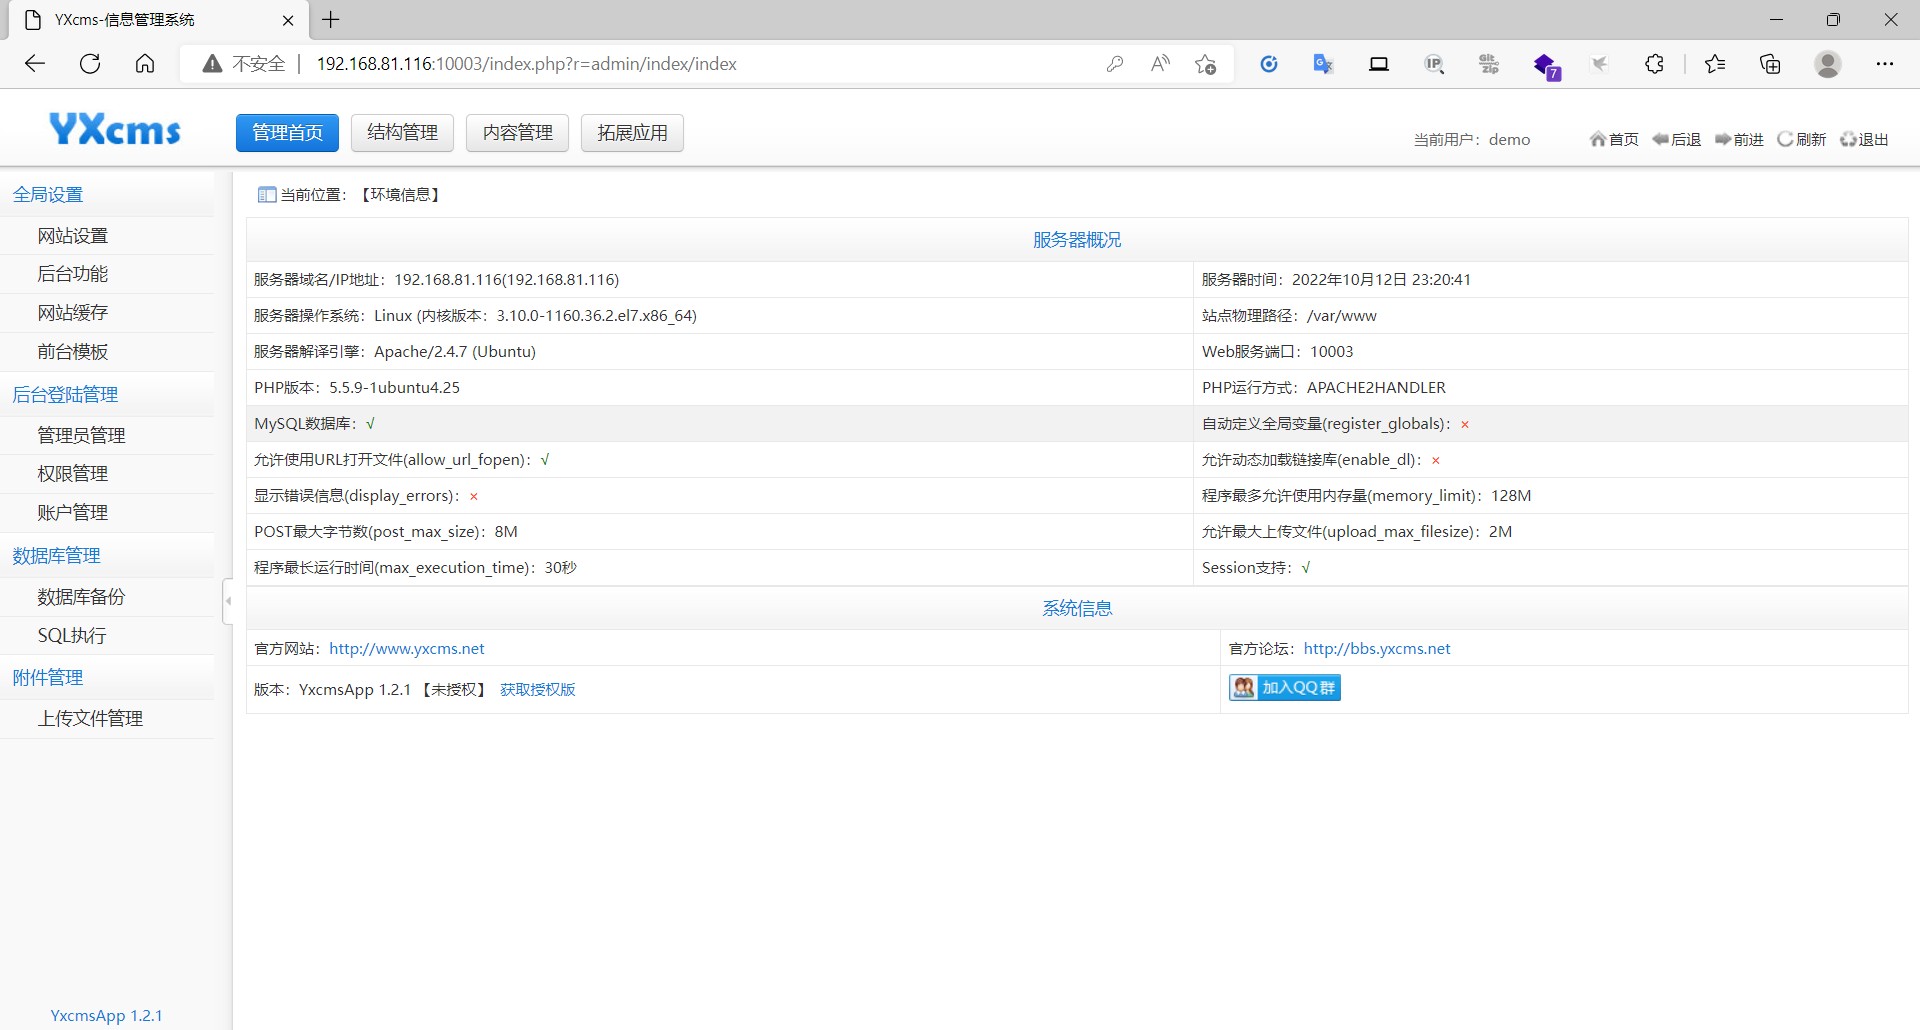 YXcms-信息管理系统
不安全 192.168.81.116:10003/index.php?r=admin/index/index
7
YXcms
管理首页 结构管理 内容管理 拓展应用
当前用户：demo 首页 后退 前进 刷新 退出
全局设置
网站设置
后台功能
网站缓存
前台模板
后台登陆管理
管理员管理
权限管理
账户管理
数据库管理
数据库备份
SQL执行
附件管理
上传文件管理
YxcmsApp 1.2.1
当前位置：【环境信息】
服务器概况
服务器域名/IP地址：192.168.81.116(192.168.81.116) 服务器时间：2022年10月12日 23:20:41
服务器操作系统：Linux (内核版本：3.10.0-1160.36.2.el7.x86_64) 站点物理路径：/var/www
服务器解译引擎：Apache/2.4.7 (Ubuntu) Web服务端口：10003
PHP版本：5.5.9-1ubuntu4.25 PHP运行方式：APACHE2HANDLER
MySQL数据库：√ 自动定义全局变量(register_globals)：×
允许使用URL打开文件(allow_url_fopen)：√ 允许动态加载链接库(enable_dl)：×
显示错误信息(display_errors)：× 程序最多允许使用内存量(memory_limit)：128M
POST最大字节数(post_max_size)：8M 允许最大上传文件(upload_max_filesize)：2M
程序最长运行时间(max_execution_time)：30秒 Session支持：√
系统信息
官方网站：http://www.yxcms.net 官方论坛：http://bbs.yxcms.net
版本：YxcmsApp 1.2.1 【未授权】 获取授权版 加入QQ群